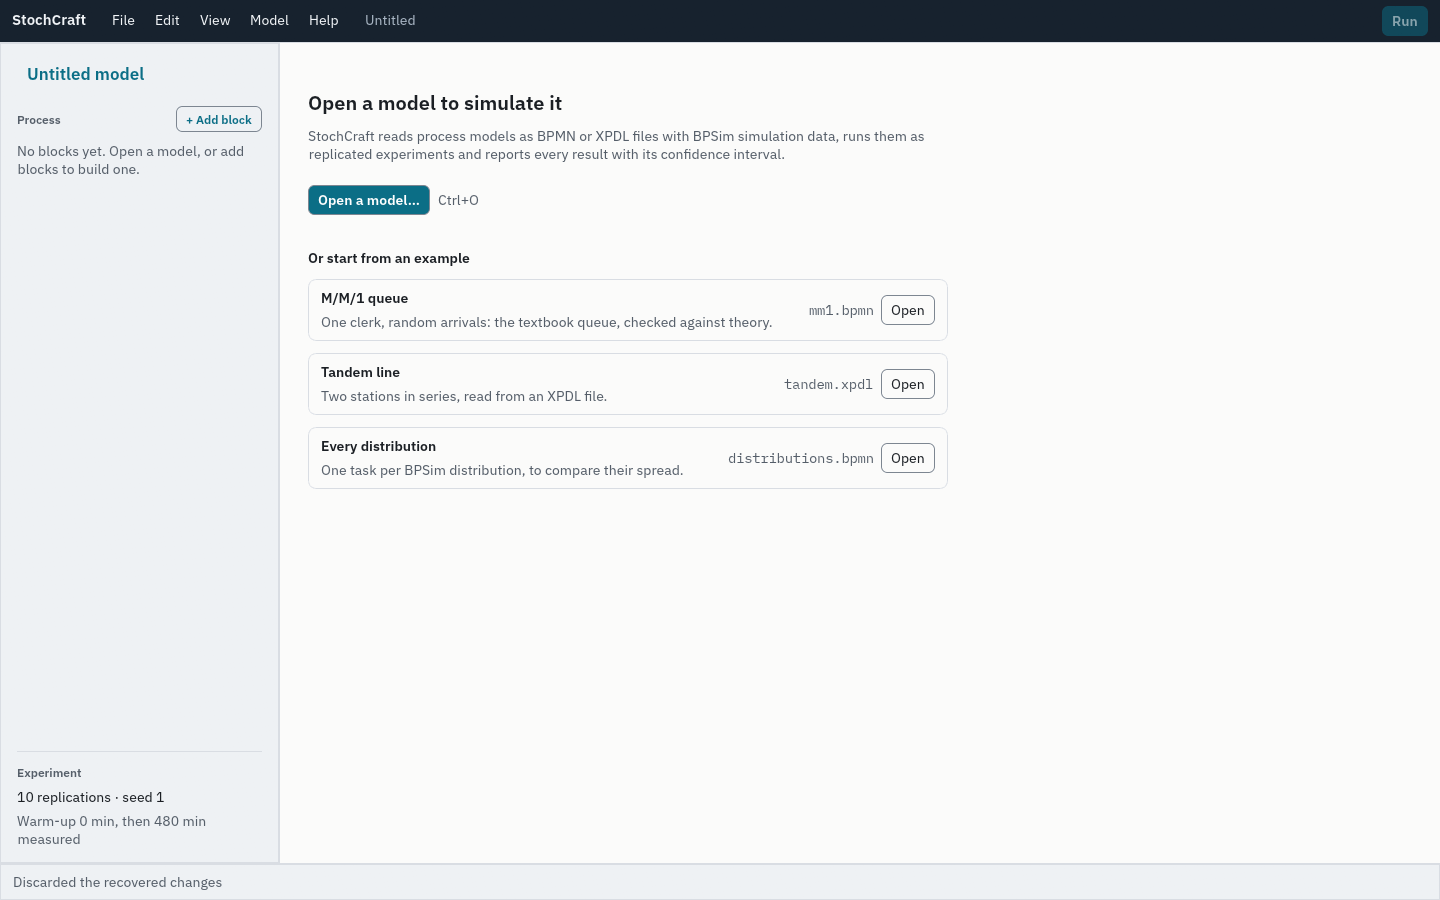 StochCraft File Edit View Model Help Untitled Run
Untitled model
Process + Add block
No blocks yet. Open a model, or add
blocks to build one.
Experiment
10 replications · seed 1
Warm-up 0 min, then 480 min
measured
Open a model to simulate it
StochCraft reads process models as BPMN or XPDL files with BPSim simulation data, runs them as
replicated experiments and reports every result with its confidence interval.
Open a model... Ctrl+O
Or start from an example
M/M/1 queue
One clerk, random arrivals: the textbook queue, checked against theory.
mm1.bpmn Open
Tandem line
Two stations in series, read from an XPDL file.
tandem.xpdl Open
Every distribution
One task per BPSim distribution, to compare their spread.
distributions.bpmn Open
Discarded the recovered changes